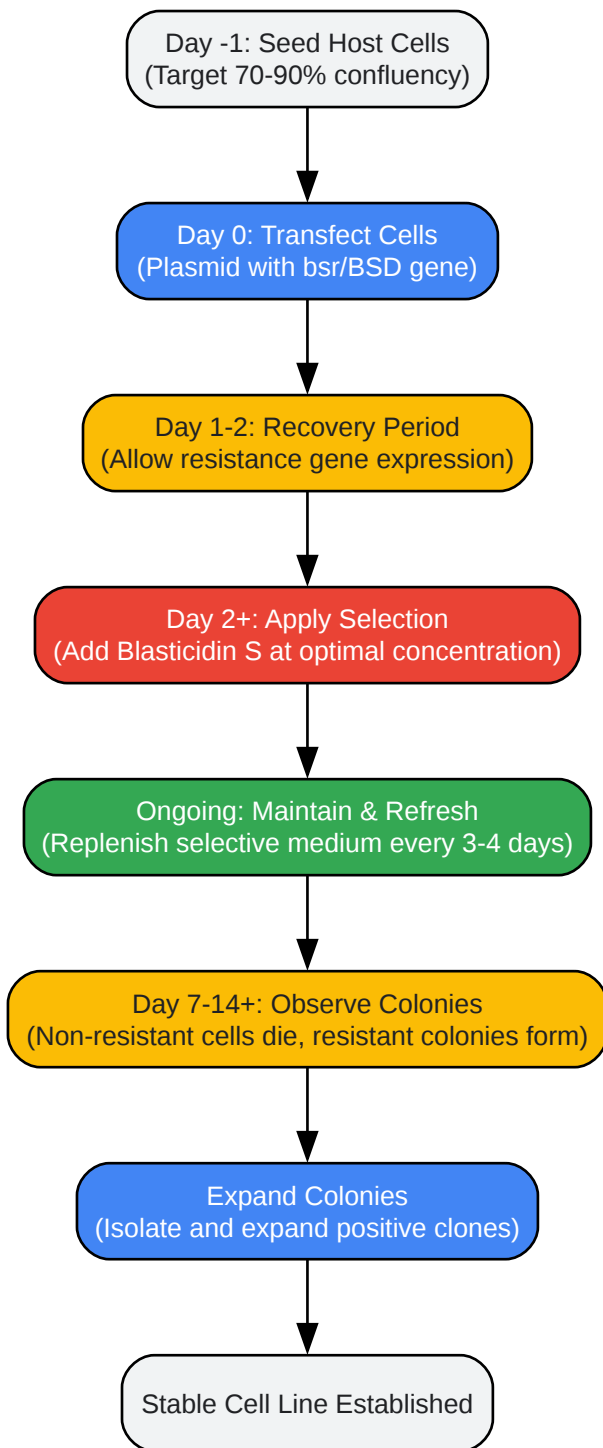 Day -1: Seed Host Cells
(Target 70-90% confluency)
Day 0: Transfect Cells
(Plasmid with bsr/BSD gene)
Day 1-2: Recovery Period
(Allow resistance gene expression)
Day 2+: Apply Selection
(Add Blasticidin S at optimal concentration)
Ongoing: Maintain & Refresh
(Replenish selective medium every 3-4 days)
Day 7-14+: Observe Colonies
(Non-resistant cells die, resistant colonies form)
Expand Colonies
(Isolate and expand positive clones)
Stable Cell Line Established